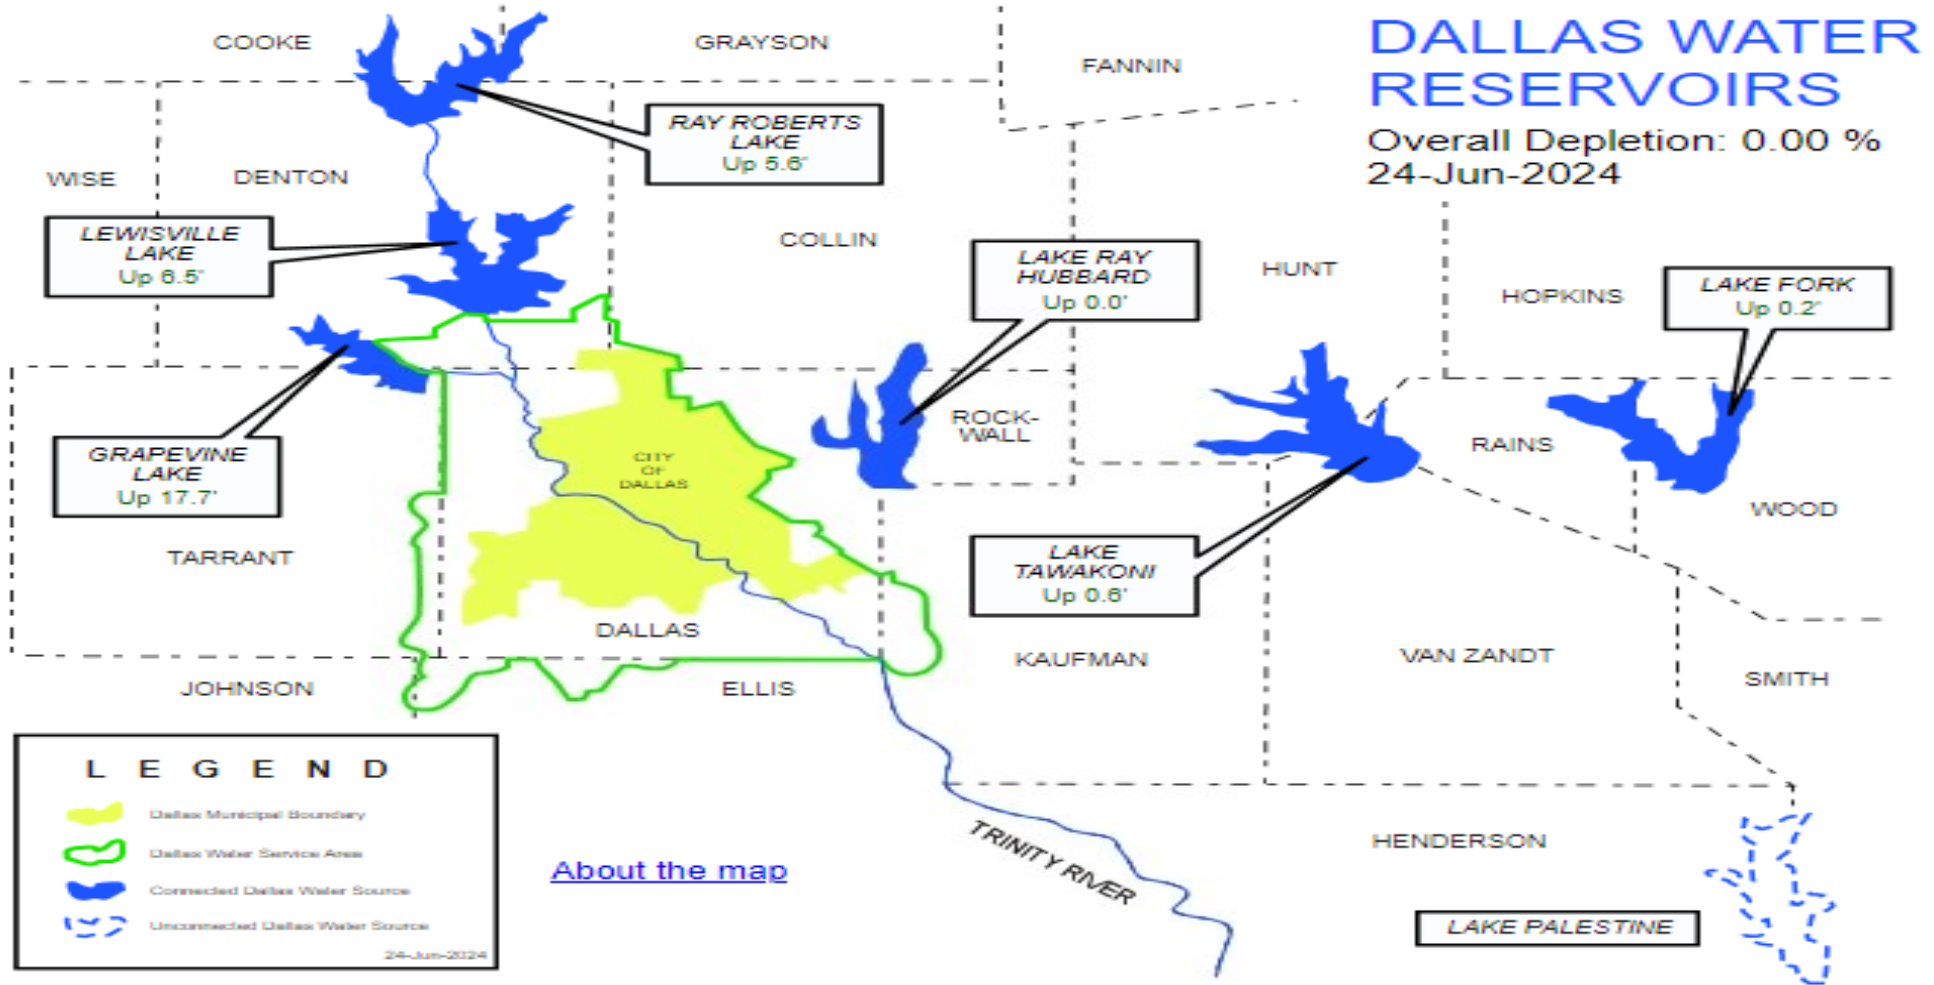 DALLAS WATER
RESERVOIRS
Overall Depletion: 0.00 %
24-Jun-2024
COOKE
GRAYSON
FANNIN
RAY ROBERTS
LAKE
Up 5.6'
WISE
DENTON
LEWISVILLE
LAKE
Up 6.5'
COLLIN
LAKE RAY
HUBBARD
Up 0.0'
HUNT
HOPKINS
LAKE FORK
Up 0.2'
GRAPEVINE
LAKE
Up 17.7'
CITY
OF
DALLAS
ROCK-
WALL
RAINS
WOOD
TARRANT
LAKE
TAWAKONI
Up 0.6'
DALLAS
KAUFMAN
VAN ZANDT
SMITH
JOHNSON
ELLIS
LEGEND
Dallas Municipal Boundary
Dallas Water Service Area
Connected Dallas Water Source
Unconnected Dallas Water Source
24-Jun-2024
About the map
TRINITY RIVER
HENDERSON
LAKE PALESTINE